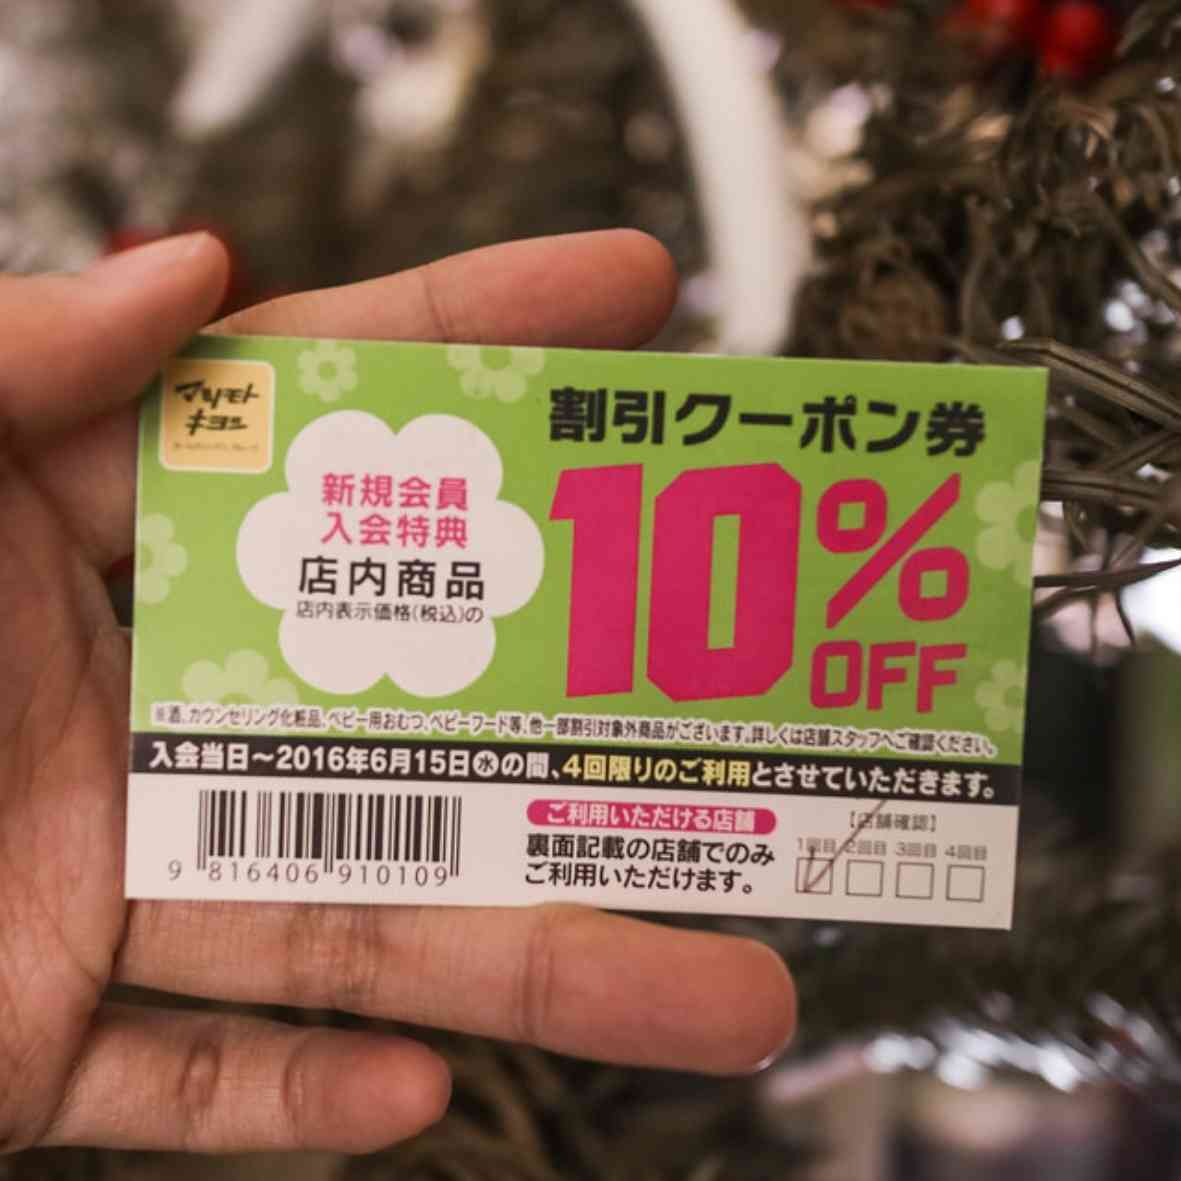 マツモト
キヨシ
割引クーポン券
新規会員
入会特典
店内商品
店内表示価格(税込)の
10%
OFF
※酒、カウンセリング化粧品、ベビー用おむつ、ベビーフード等、他一部割引対象外商品がございます。詳しくは店舗スタッフへご確認ください。
入会当日～2016年6月15日㊌の間、4回限りのご利用とさせていただきます。
ご利用いただける店舗
裏面記載の店舗でのみ
ご利用いただけます。
【店舗確認】
1回目 2回目 3回目 4回目
9 816406 910109